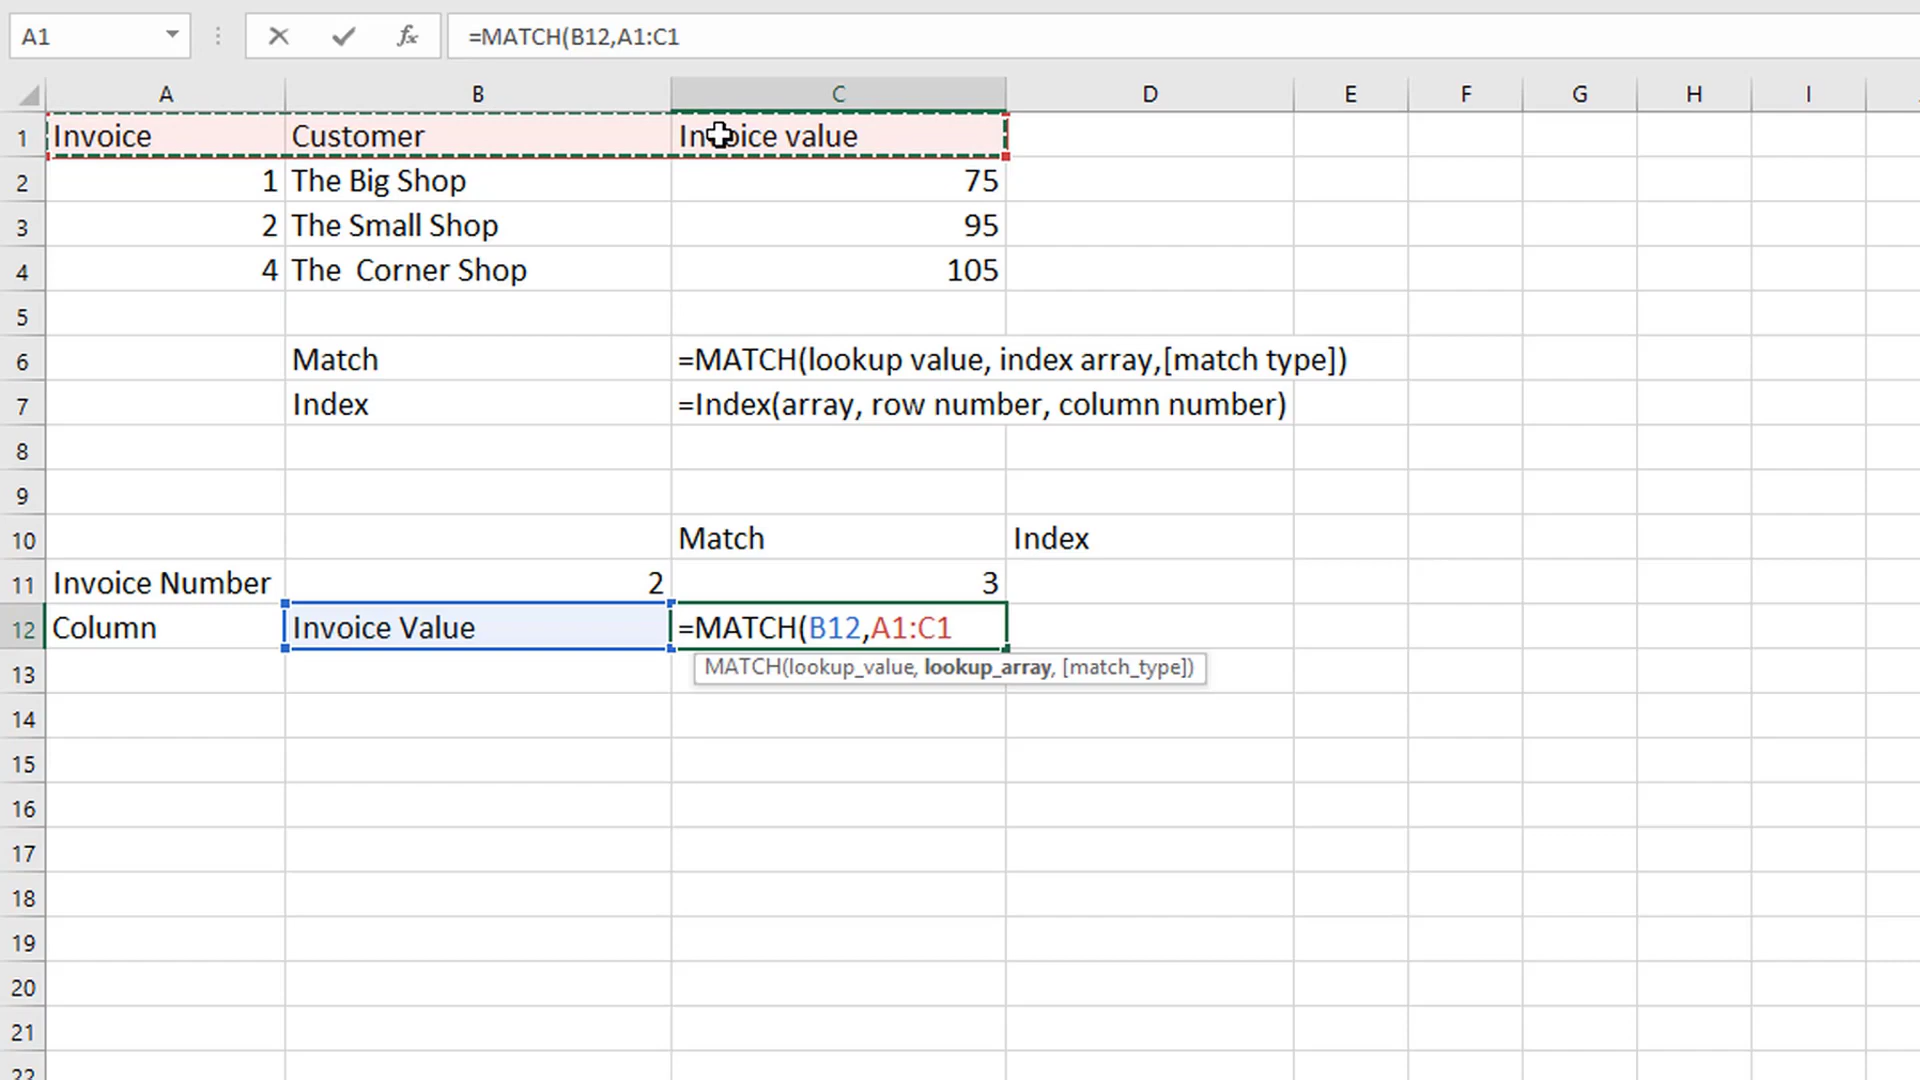 A1 fx =MATCH(B12,A1:C1
A B C D E F G H I
1 Invoice Customer Invoice value
2 1 The Big Shop 75
3 2 The Small Shop 95
4 4 The  Corner Shop 105
5
6 Match =MATCH(lookup value, index array,[match type])
7 Index =Index(array, row number, column number)
8
9
10 Match Index
11 Invoice Number 2 3
12 Column Invoice Value =MATCH(B12,A1:C1
MATCH(lookup_value, lookup_array, [match_type])
13
14
15
16
17
18
19
20
21
22